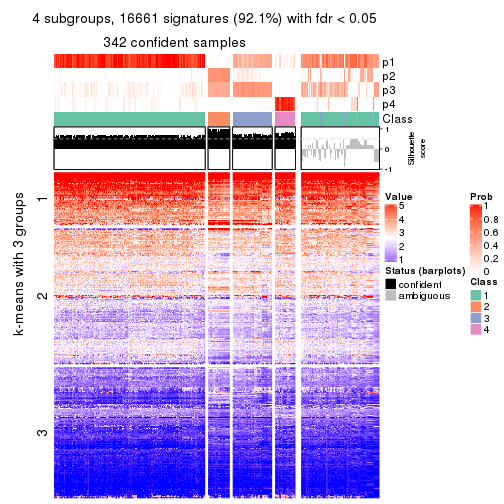 4 subgroups, 16661 signatures (92.1%) with fdr < 0.05
342 confident samples
p1
p2
p3
p4
Class
1
0
-1
Silhouette
score
k-means with 3 groups
1
2
3
Value
5
4
3
2
1
Status (barplots)
confident
ambiguous
Prob
1
0.8
0.6
0.4
0.2
0
Class
1
2
3
4